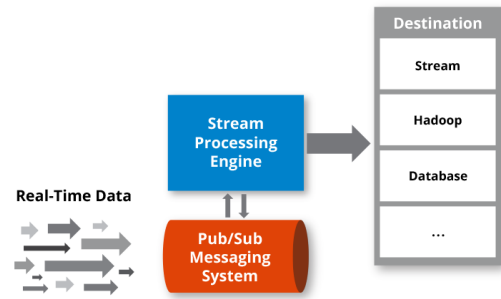 Destination
Stream
Hadoop
Database
...
Stream
Processing
Engine
Real-Time Data
Pub/Sub
Messaging
System